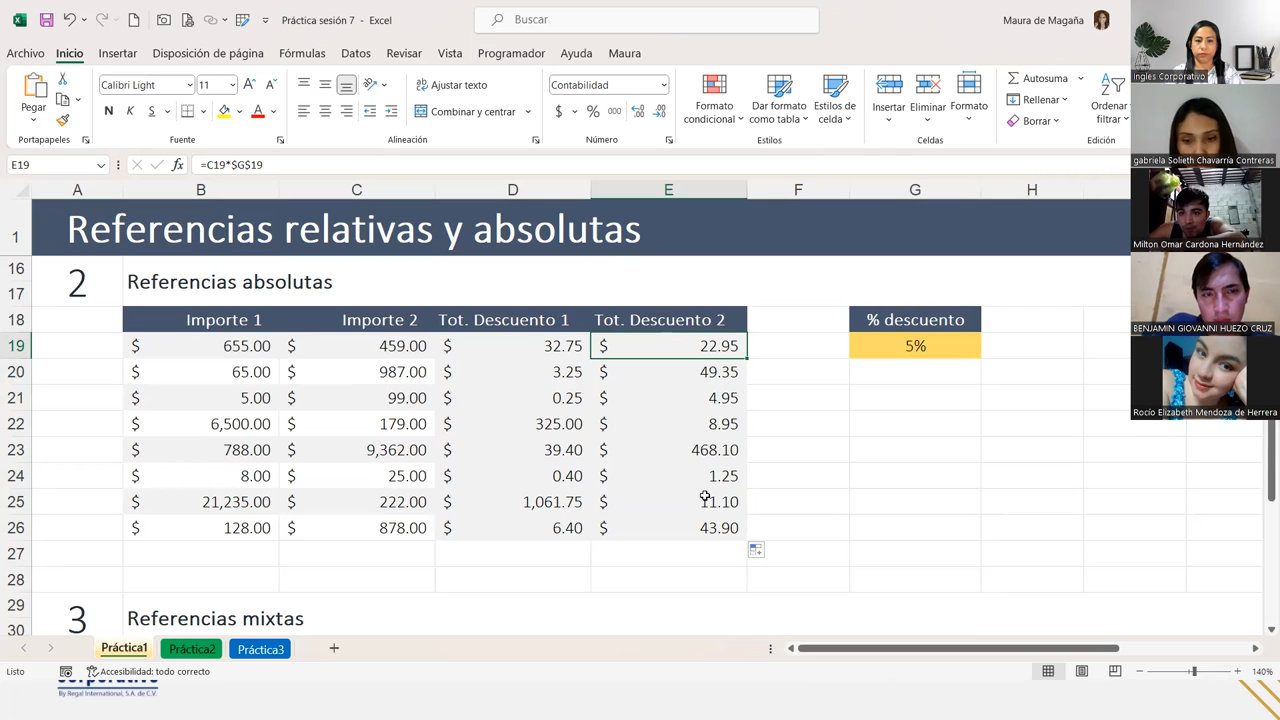 Práctica sesión 7 - Excel
Buscar
Maura de Magaña
Archivo Inicio Insertar Disposición de página Fórmulas Datos Revisar Vista Programador Ayuda Maura
Pegar
Portapapeles
Calibri Light 11
N K S
Fuente
Ajustar texto
Combinar y centrar
Alineación
Contabilidad
$ % 000
Número
Formato condicional
Dar formato como tabla
Estilos de celda
Estilos
Insertar Eliminar Formato
Celdas
Autosuma
Rellenar
Borrar
Ordenar filtrar
Edición
E19 fx =C19*$G$19
A B C D E F G H
1 Referencias relativas y absolutas
16
17
2 Referencias absolutas
18 Importe 1 Importe 2 Tot. Descuento 1 Tot. Descuento 2 % descuento
19 $ 655.00 $ 459.00 $ 32.75 $ 22.95 5%
20 $ 65.00 $ 987.00 $ 3.25 $ 49.35
21 $ 5.00 $ 99.00 $ 0.25 $ 4.95
22 $ 6,500.00 $ 179.00 $ 325.00 $ 8.95
23 $ 788.00 $ 9,362.00 $ 39.40 $ 468.10
24 $ 8.00 $ 25.00 $ 0.40 $ 1.25
25 $ 21,235.00 $ 222.00 $ 1,061.75 $ 11.10
26 $ 128.00 $ 878.00 $ 6.40 $ 43.90
27
28
29
30
3 Referencias mixtas
Práctica1 Práctica2 Práctica3
Listo
Accesibilidad: todo correcto
140%
By Regal International, S.A. de C.V.
Ingles Corporativo
gabriela Solieth Chavarría Contreras
Milton Omar Cardona Hernández
BENJAMIN GIOVANNI HUEZO CRUZ
Rocío Elizabeth Mendoza de Herrera